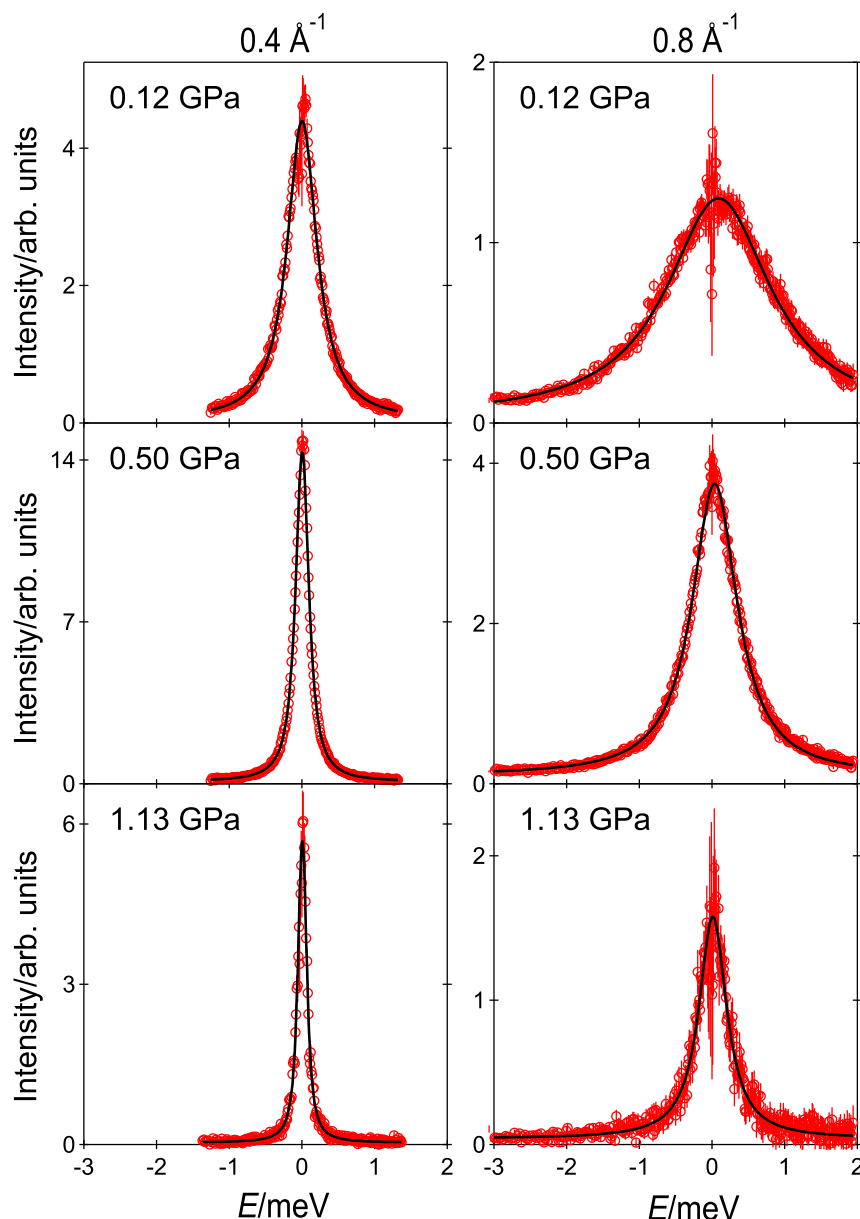 0.4 Å⁻¹
0.8 Å⁻¹
0.12 GPa
4
2
0
Intensity/arb. units
0.12 GPa
2
1
0
0.50 GPa
14
7
0
Intensity/arb. units
0.50 GPa
4
2
0
1.13 GPa
6
3
0
Intensity/arb. units
1.13 GPa
2
1
0
-3 -2 -1 0 1 2
-3 -2 -1 0 1 2
E/meV
E/meV